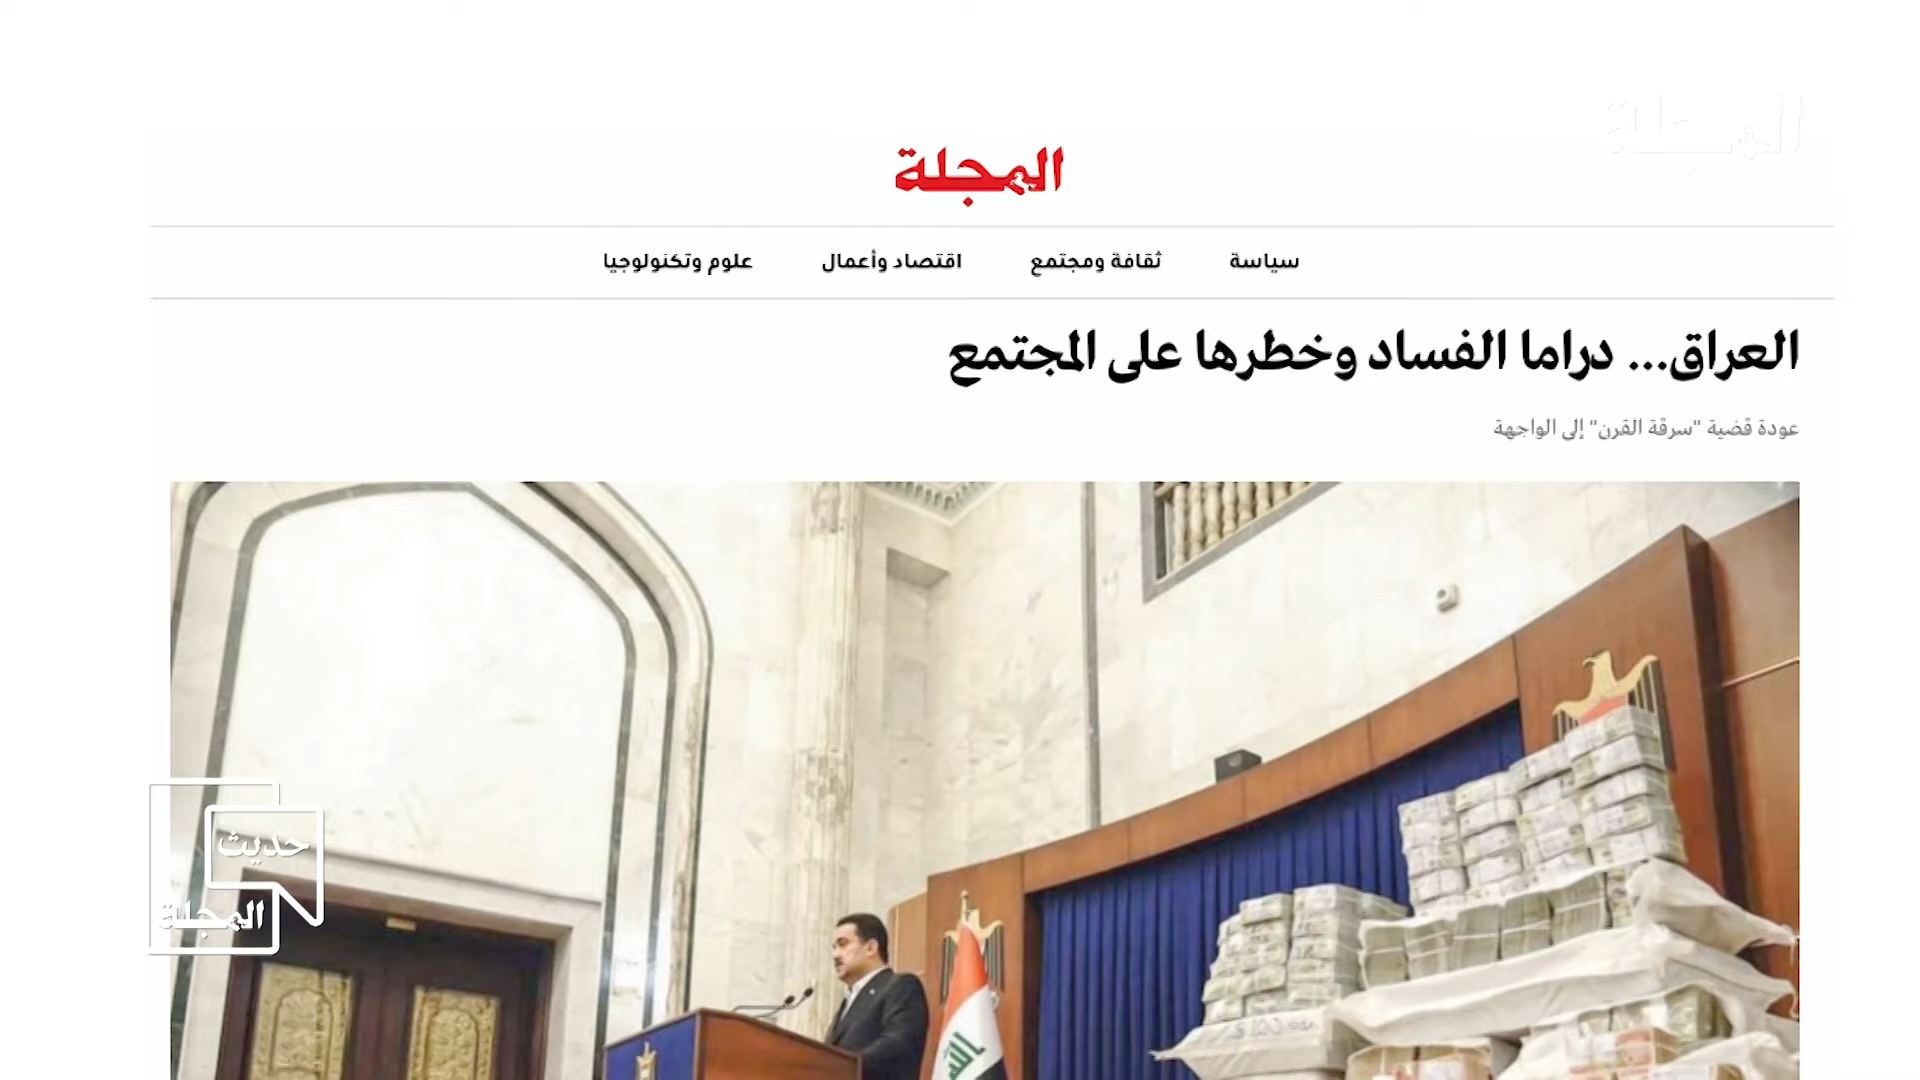 المجلة
المجلة
سياسة ثقافة ومجتمع اقتصاد وأعمال علوم وتكنولوجيا
العراق... دراما الفساد وخطرها على المجتمع
عودة قضية "سرقة القرن" إلى الواجهة
حديث
المجلة